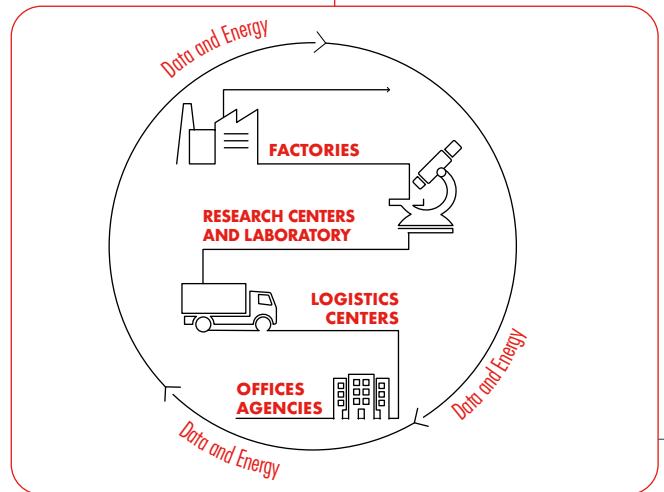 Data and Energy
FACTORIES
RESEARCH CENTERS
AND LABORATORY
LOGISTICS
CENTERS
Data and Energy
OFFICES
AGENCIES
Data and Energy